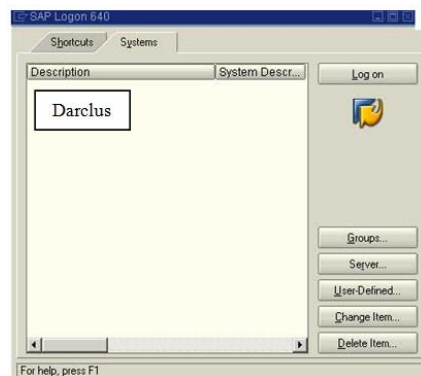 SAP Logon 640
Shortcuts
Systems
Description
System Descr...
Log on
Darclus
Groups...
Server...
User-Defined...
Change Item...
Delete Item...
For help, press F1